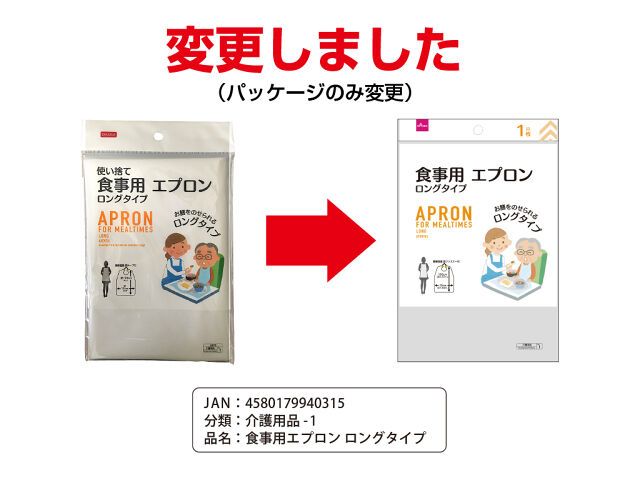 変更しました
（パッケージのみ変更）
使い捨て
食事用 エプロン
ロングタイプ
APRON
FOR MEALTIMES
LONG
お膳をのせられる
ロングタイプ
食事用 エプロン
ロングタイプ
APRON
FOR MEALTIMES
LONG
お膳をのせられる
ロングタイプ
JAN：4580179940315
分類：介護用品 - 1
品名：食事用エプロン ロングタイプ